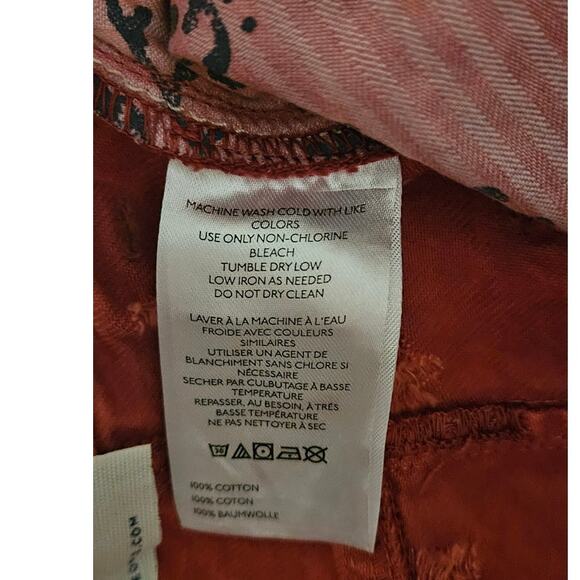 MACHINE WASH COLD WITH LIKE
COLORS
USE ONLY NON-CHLORINE
BLEACH
TUMBLE DRY LOW
LOW IRON AS NEEDED
DO NOT DRY CLEAN
LAVER À LA MACHINE À L'EAU
FROIDE AVEC COULEURS
SIMILAIRES
UTILISER UN AGENT DE
BLANCHIMENT SANS CHLORE SI
NÉCESSAIRE
SECHER PAR CULBUTAGE À BASSE
TEMPERATURE
REPASSER, AU BESOIN, À TRÉS
BASSE TEMPÉRATURE
NE PAS NETTOYER À SEC
30
100% COTTON
100% COTON
100% BAUMWOLLE
.COM